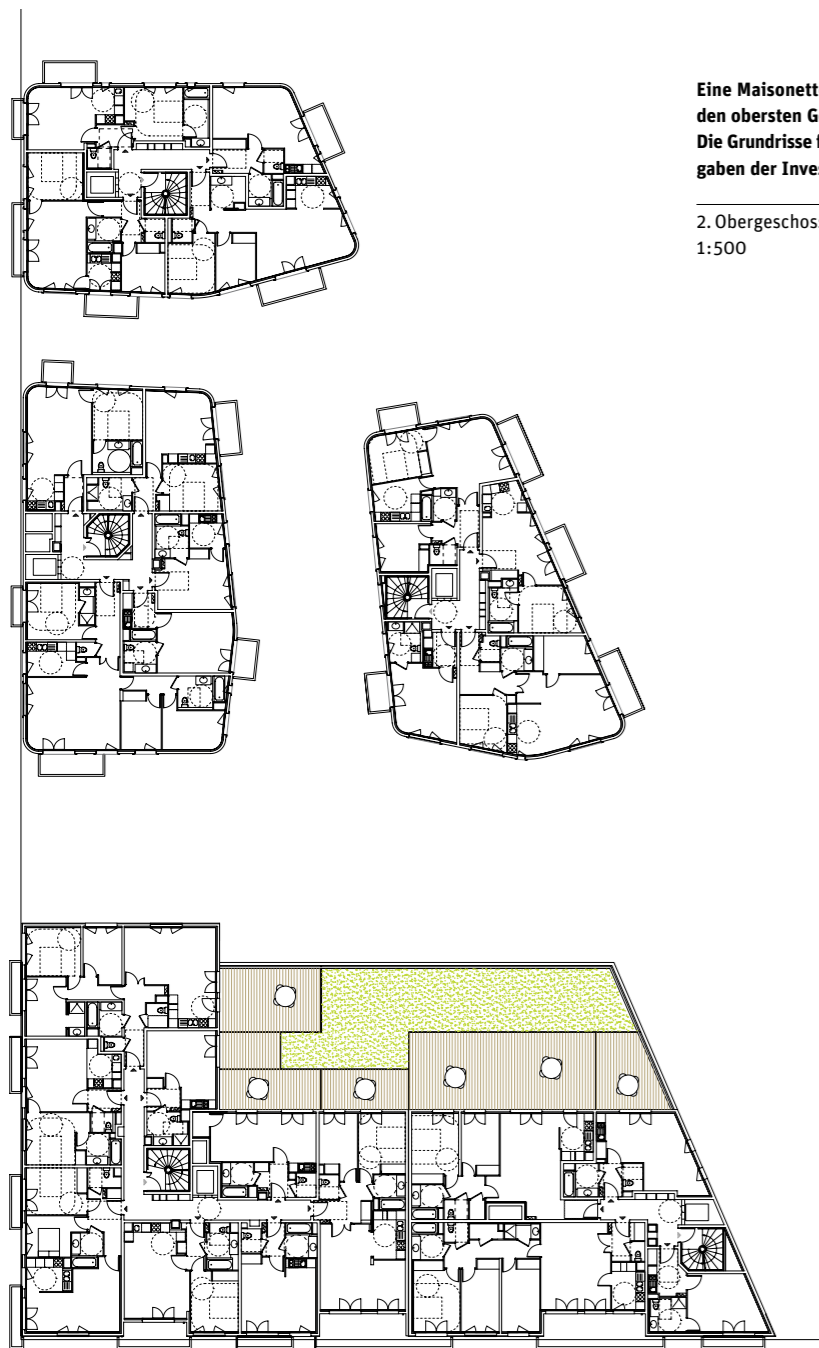 Eine Maisonett
den obersten G
Die Grundrisse f
gaben der Inves
2. Obergeschos
1:500